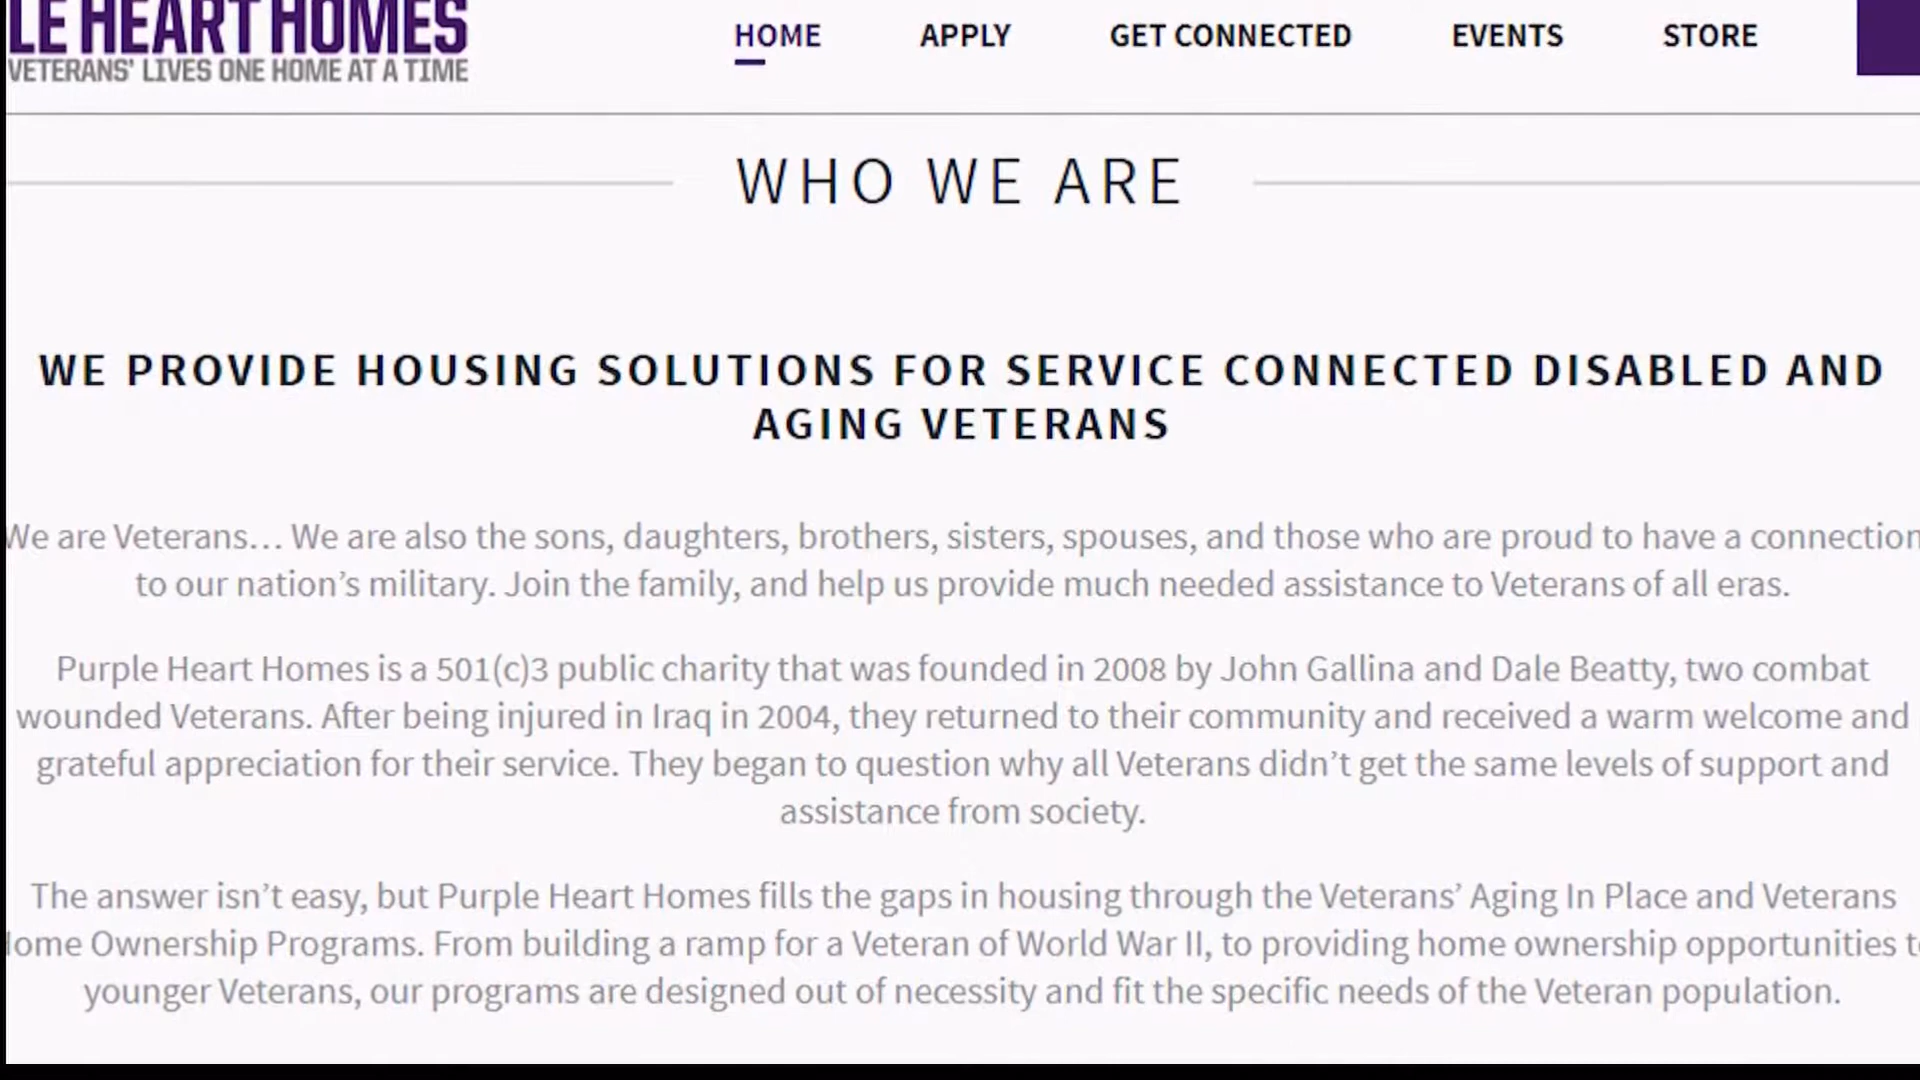 LE HEART HOMES
VETERANS' LIVES ONE HOME AT A TIME
HOME APPLY GET CONNECTED EVENTS STORE
WHO WE ARE
WE PROVIDE HOUSING SOLUTIONS FOR SERVICE CONNECTED DISABLED AND
AGING VETERANS
We are Veterans… We are also the sons, daughters, brothers, sisters, spouses, and those who are proud to have a connection
to our nation’s military. Join the family, and help us provide much needed assistance to Veterans of all eras.
Purple Heart Homes is a 501(c)3 public charity that was founded in 2008 by John Gallina and Dale Beatty, two combat
wounded Veterans. After being injured in Iraq in 2004, they returned to their community and received a warm welcome and
grateful appreciation for their service. They began to question why all Veterans didn’t get the same levels of support and
assistance from society.
The answer isn’t easy, but Purple Heart Homes fills the gaps in housing through the Veterans’ Aging In Place and Veterans
ome Ownership Programs. From building a ramp for a Veteran of World War II, to providing home ownership opportunities t
younger Veterans, our programs are designed out of necessity and fit the specific needs of the Veteran population.